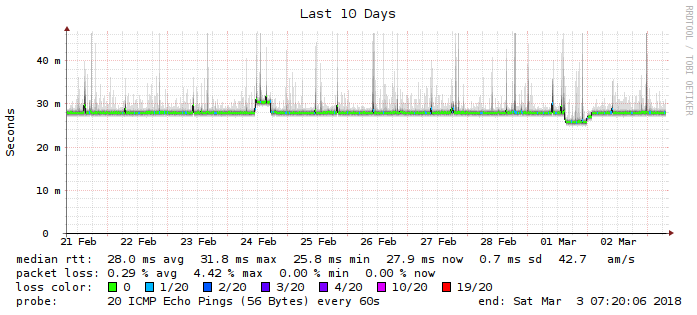 Last 10 Days
RRDTOOL / TOBI OETIKER
Seconds
40 m
30 m
20 m
10 m
0
21 Feb 22 Feb 23 Feb 24 Feb 25 Feb 26 Feb 27 Feb 28 Feb 01 Mar 02 Mar
median rtt: 28.0 ms avg 31.8 ms max 25.8 ms min 27.9 ms now 0.7 ms sd 42.7 am/s
packet loss: 0.29 % avg 4.42 % max 0.00 % min 0.00 % now
loss color: 0 1/20 2/20 3/20 4/20 10/20 19/20
probe: 20 ICMP Echo Pings (56 Bytes) every 60s end: Sat Mar 3 07:20:06 2018